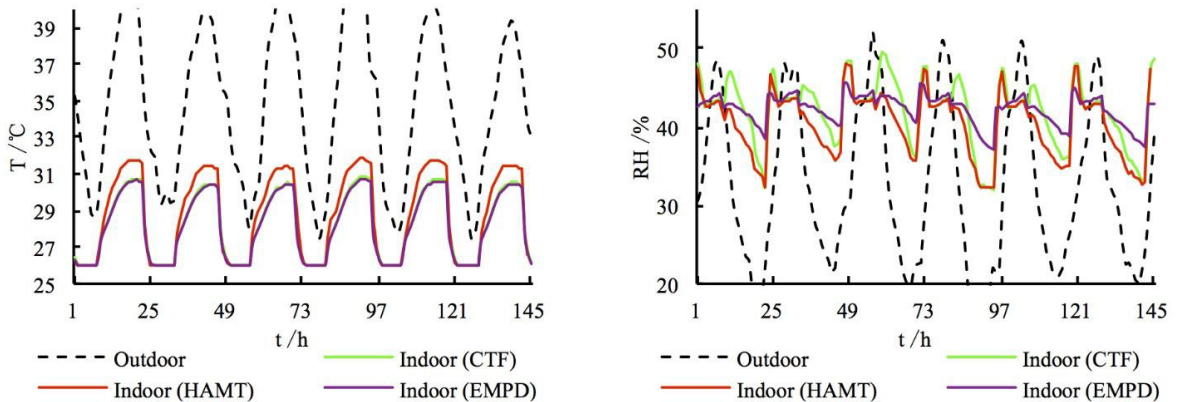 T /℃
39
37
35
33
31
29
27
25
1 25 49 73 97 121 145
t /h
Outdoor
Indoor (CTF)
Indoor (HAMT)
Indoor (EMPD)
RH /%
50
40
30
20
1 25 49 73 97 121 145
t /h
Outdoor
Indoor (CTF)
Indoor (HAMT)
Indoor (EMPD)